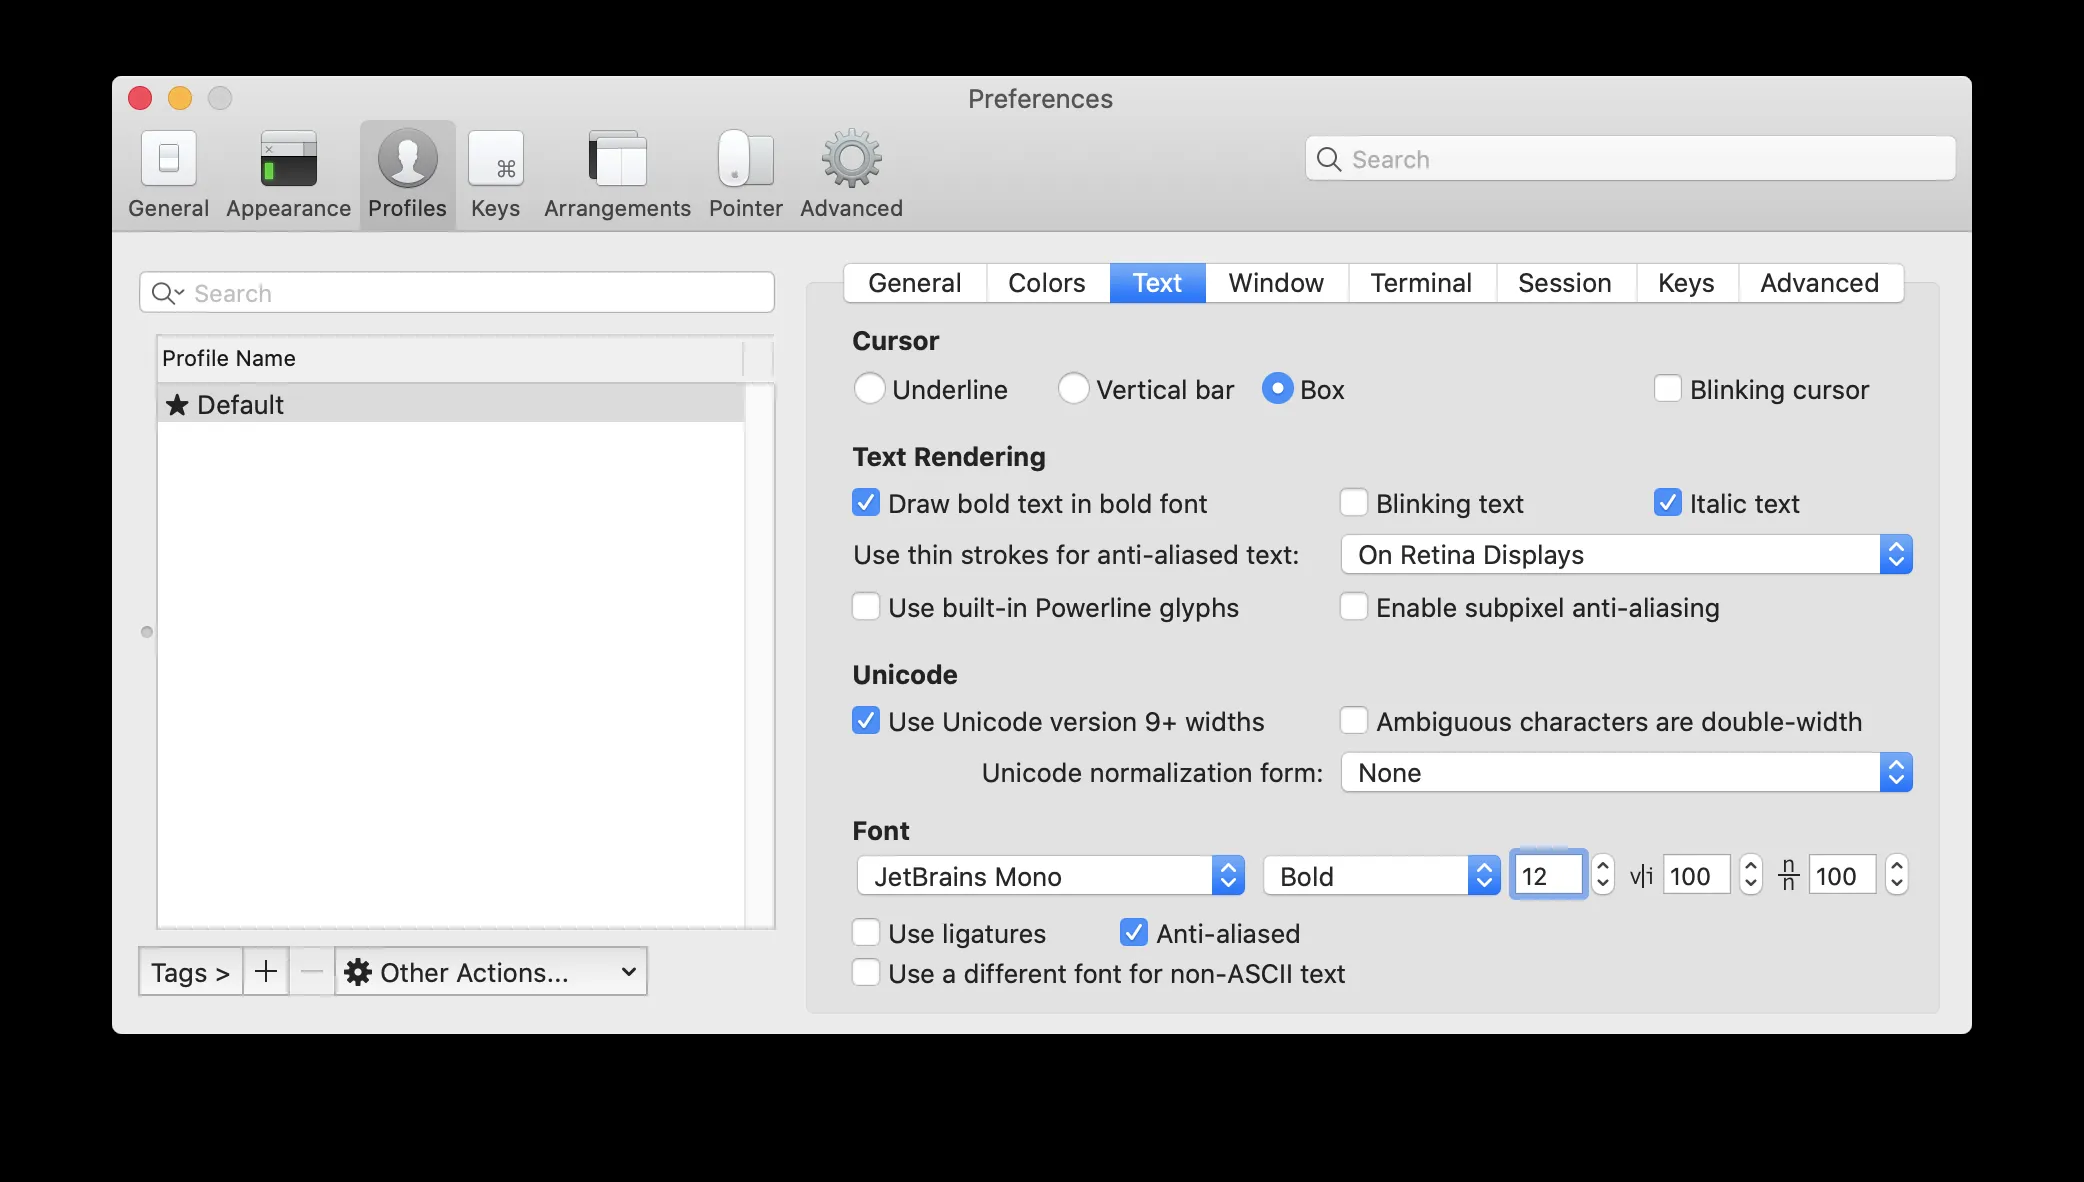 Preferences
General Appearance Profiles Keys Arrangements Pointer Advanced
Search
Search
Profile Name
★ Default
Tags > + — Other Actions...
General Colors Text Window Terminal Session Keys Advanced
Cursor
Underline Vertical bar Box Blinking cursor
Text Rendering
Draw bold text in bold font Blinking text Italic text
Use thin strokes for anti-aliased text: On Retina Displays
Use built-in Powerline glyphs Enable subpixel anti-aliasing
Unicode
Use Unicode version 9+ widths Ambiguous characters are double-width
Unicode normalization form: None
Font
JetBrains Mono Bold 12 v|i 100 n/n 100
Use ligatures Anti-aliased
Use a different font for non-ASCII text